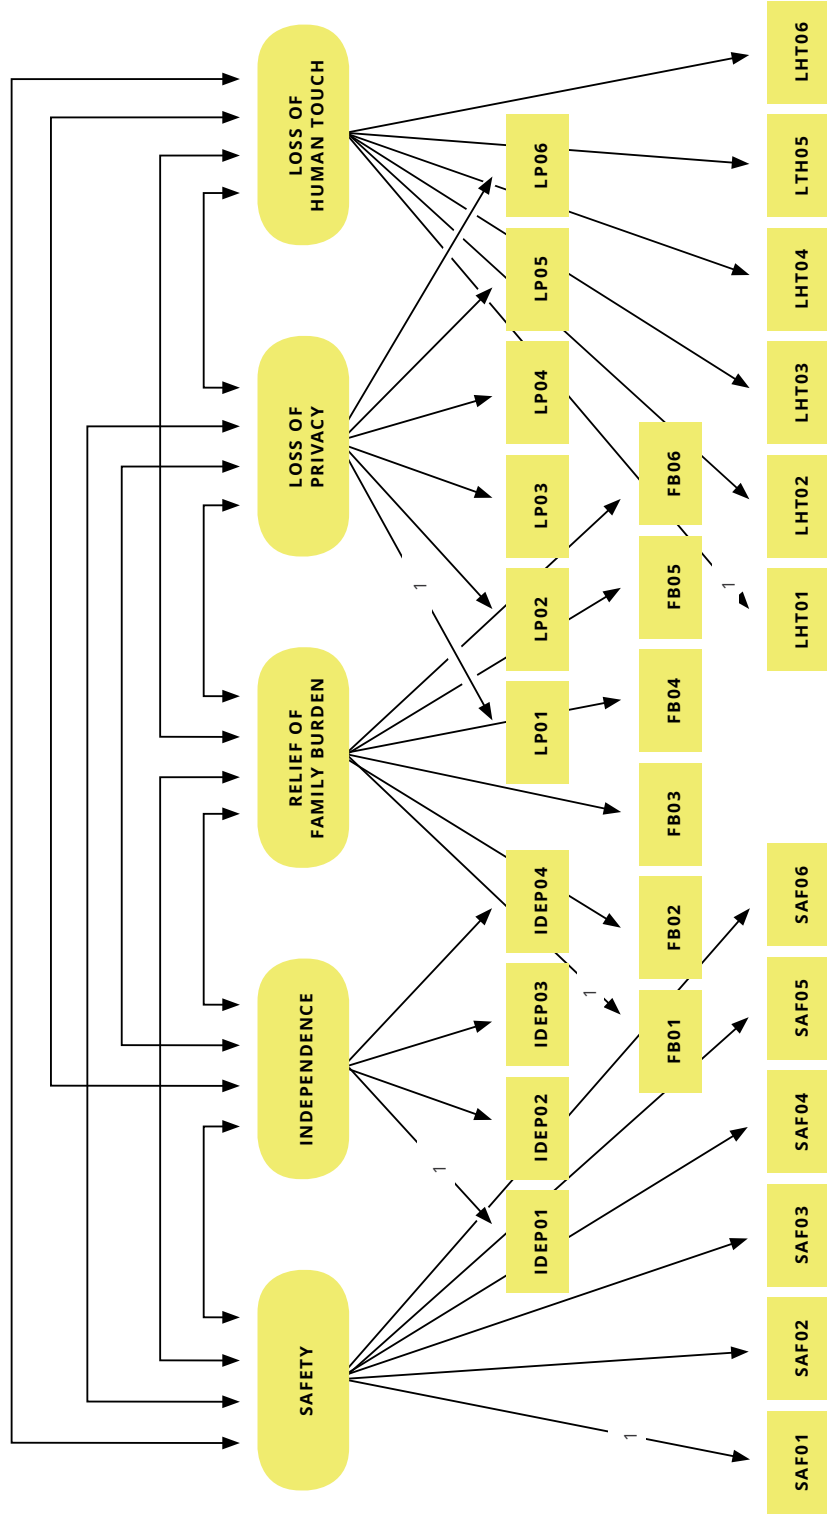 SAFETY
INDEPENDENCE
RELIEF OF
FAMILY BURDEN
LOSS OF
PRIVACY
LOSS OF
HUMAN TOUCH
1
1
1
1
1
IDEP01
IDEP02
IDEP03
IDEP04
LP01
LP02
LP03
LP04
LP05
LP06
FB01
FB02
FB03
FB04
FB05
FB06
SAF01
SAF02
SAF03
SAF04
SAF05
SAF06
LHT01
LHT02
LHT03
LHT04
LTH05
LHT06